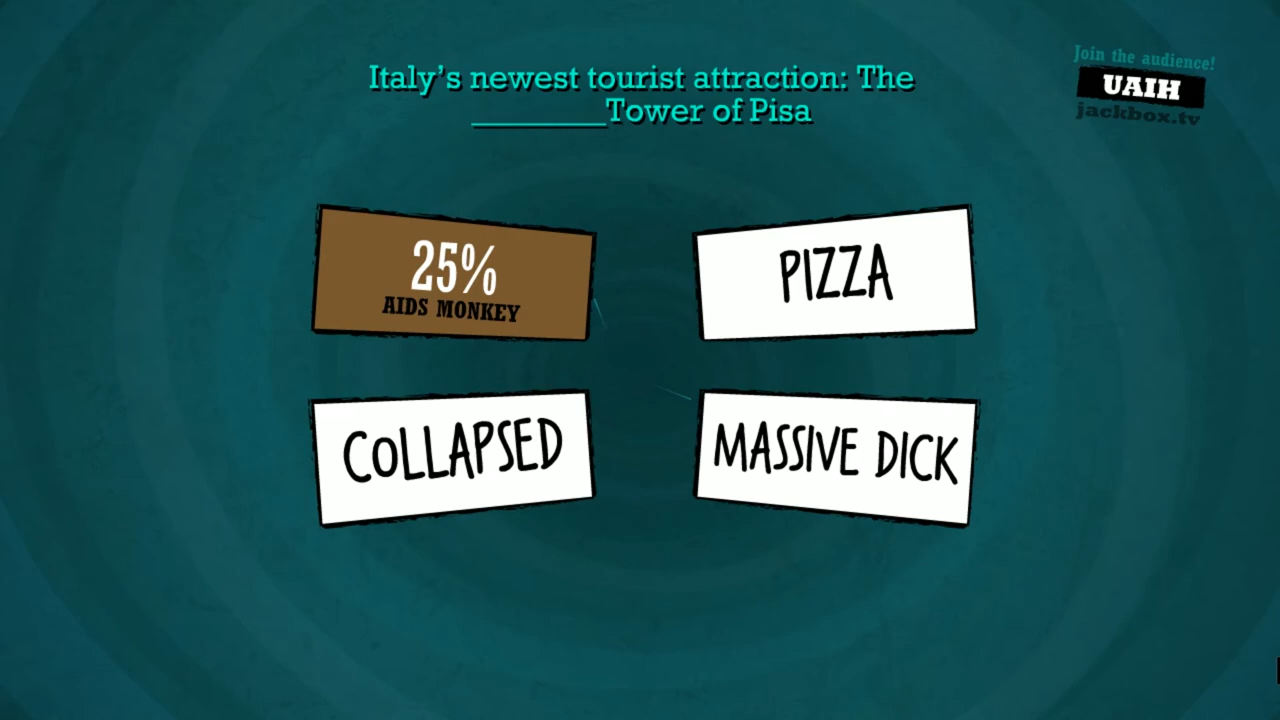 Join the audience!
UAIH
jackbox.tv
Italy's newest tourist attraction: The
_________Tower of Pisa
25%
AIDS MONKEY
PIZZA
COLLAPSED
MASSIVE DICK